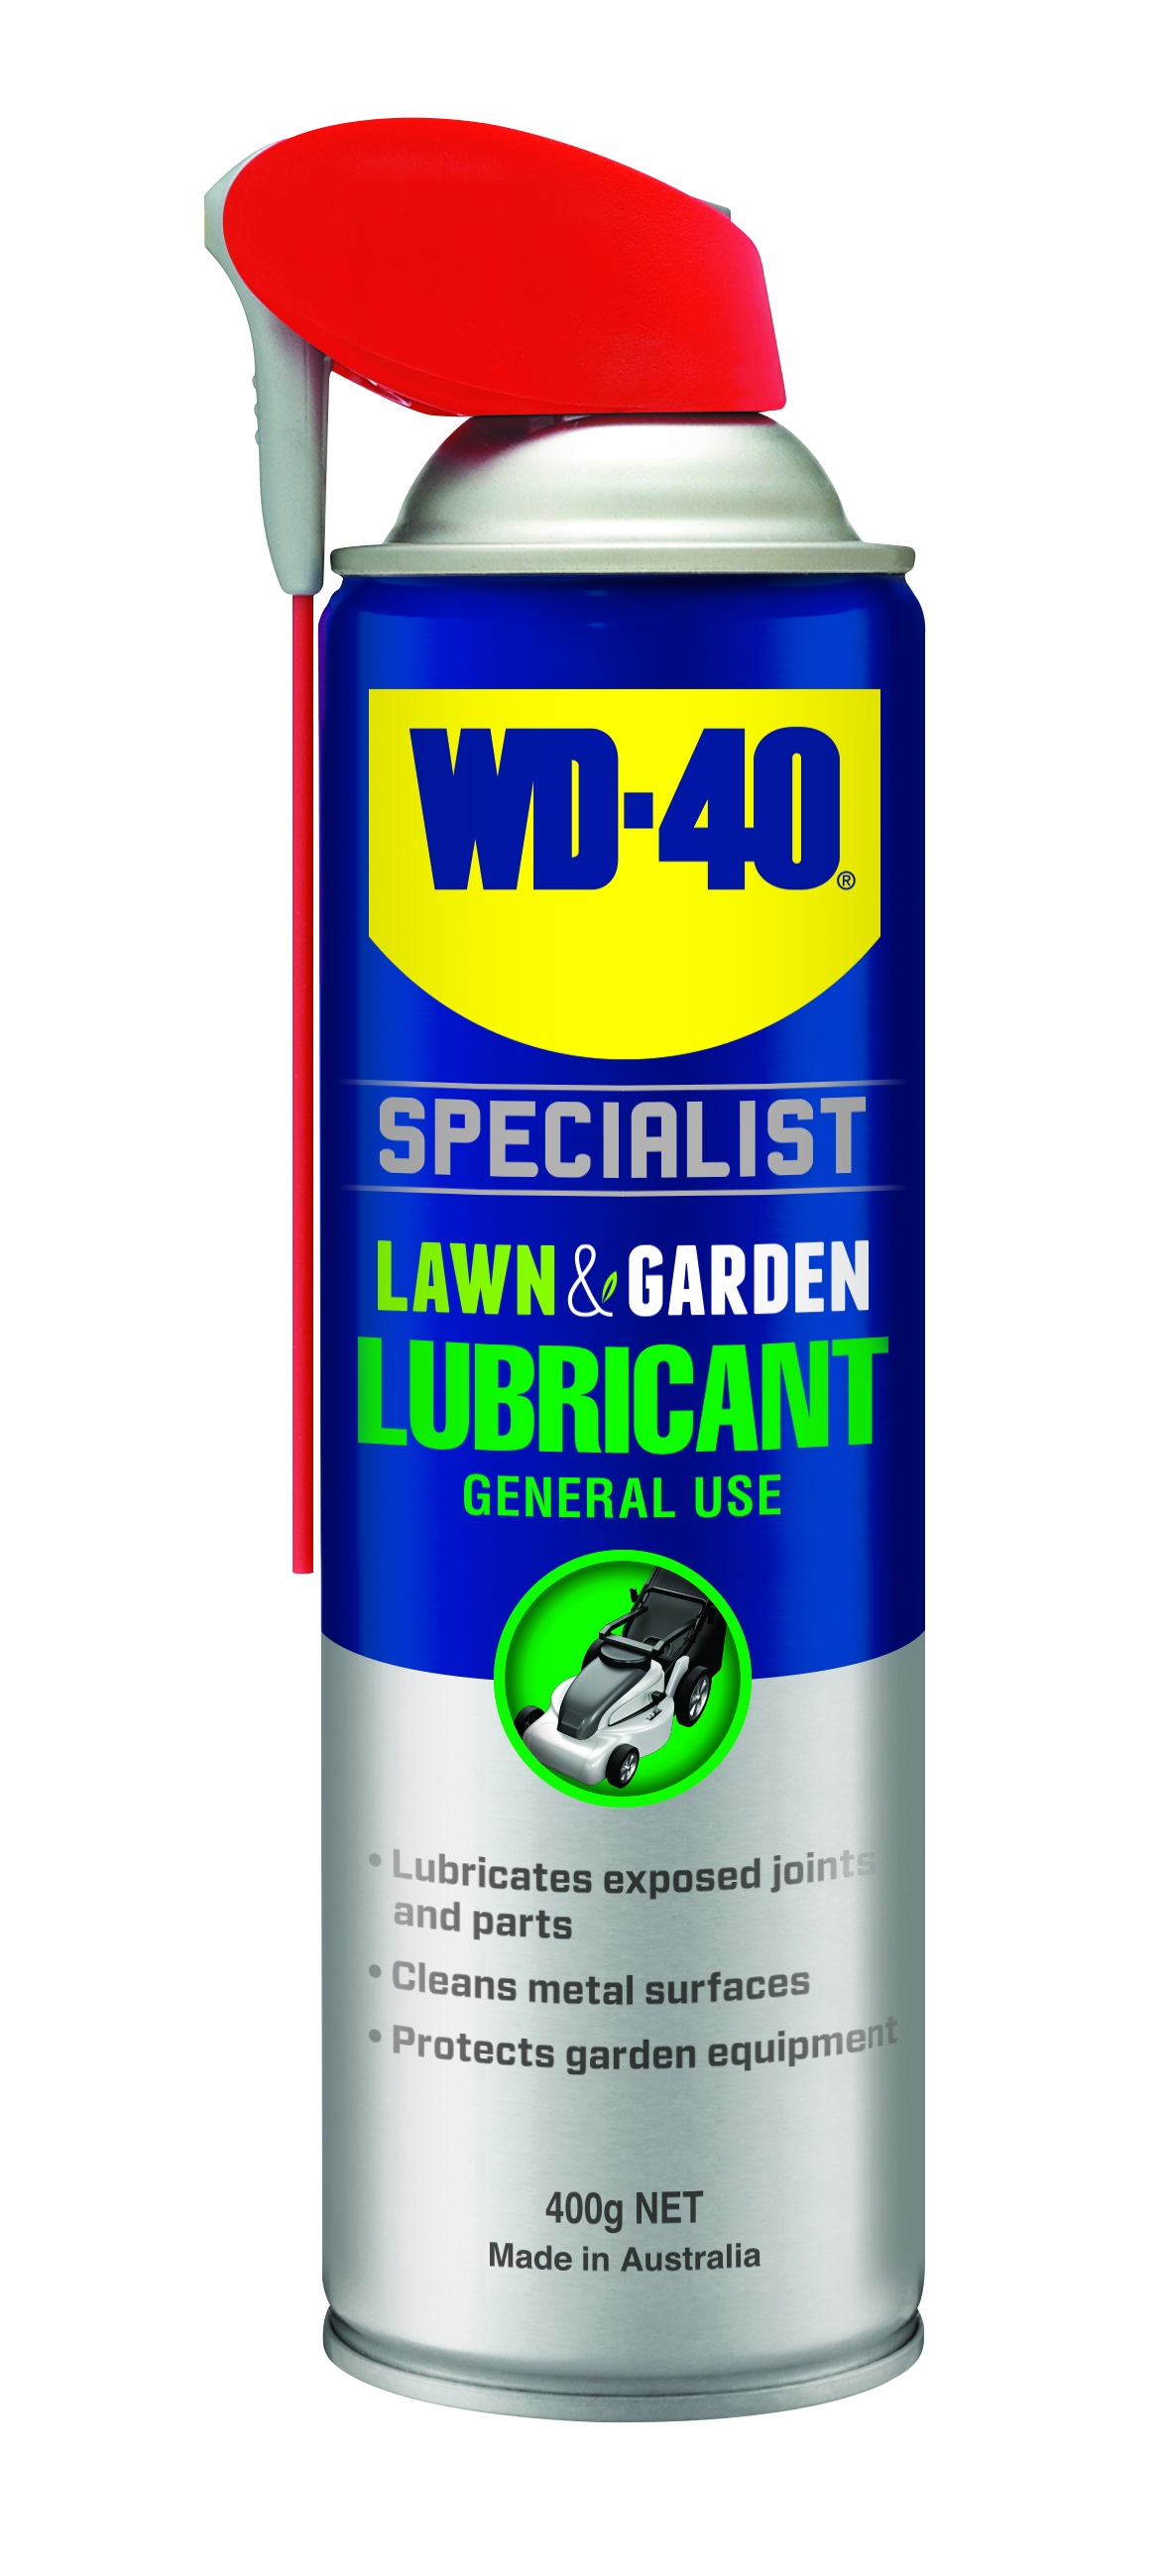 WD-40®
SPECIALIST
LAWN & GARDEN
LUBRICANT
GENERAL USE
• Lubricates exposed joints
and parts
• Cleans metal surfaces
• Protects garden equipment
400g NET
Made in Australia